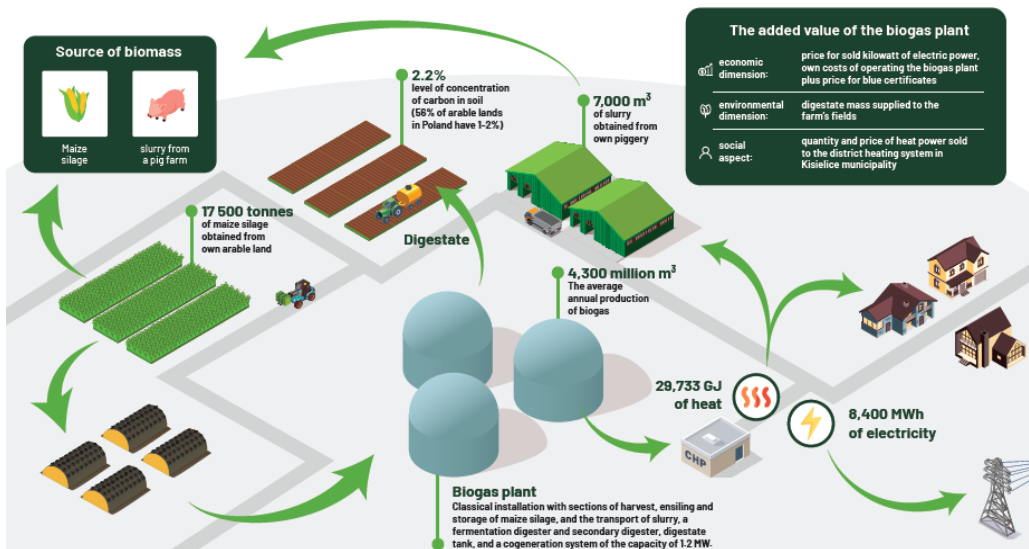 Source of biomass
Maize
silage
slurry from
a pig farm
2.2%
level of concentration
of carbon in soil
(56% of arable lands
in Poland have 1-2%)
7,000 m³
of slurry
obtained from
own piggery
The added value of the biogas plant
economic
dimension:
price for sold kilowatt of electric power,
own costs of operating the biogas plant
plus price for blue certificates
environmental
dimension:
digestate mass supplied to the
farm's fields
social
aspect:
quantity and price of heat power sold
to the district heating system in
Kisielice municipality
17 500 tonnes
of maize silage
obtained from
own arable land
Digestate
4,300 million m³
The average
annual production
of biogas
29,733 GJ
of heat
CHP
8,400 MWh
of electricity
Biogas plant
Classical installation with sections of harvest, ensiling and
storage of maize silage, and the transport of slurry, a
fermentation digester and secondary digester, digestate
tank, and a cogeneration system of the capacity of 1.2 MW.